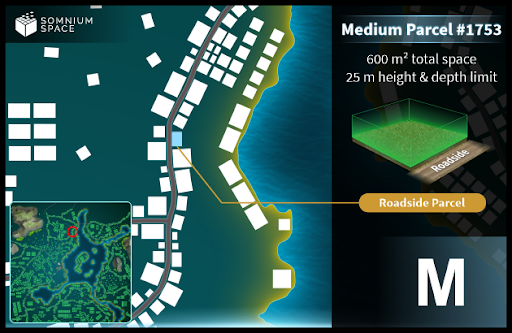 SOMNIUM
SPACE
Medium Parcel #1753
600 m² total space
25 m height & depth limit
Roadside
Roadside Parcel
M